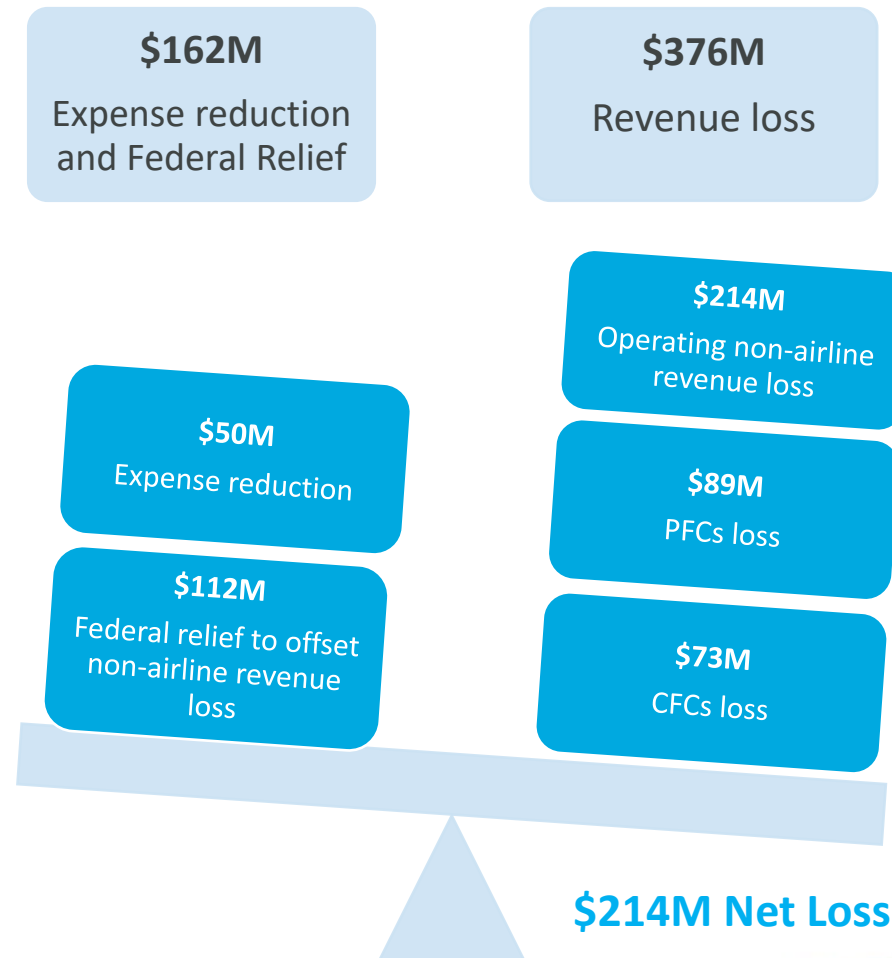 $162M
Expense reduction
and Federal Relief
$376M
Revenue loss
$50M
Expense reduction
$112M
Federal relief to offset
non-airline revenue
loss
$214M
Operating non-airline
revenue loss
$89M
PFCs loss
$73M
CFCs loss
$214M Net Loss